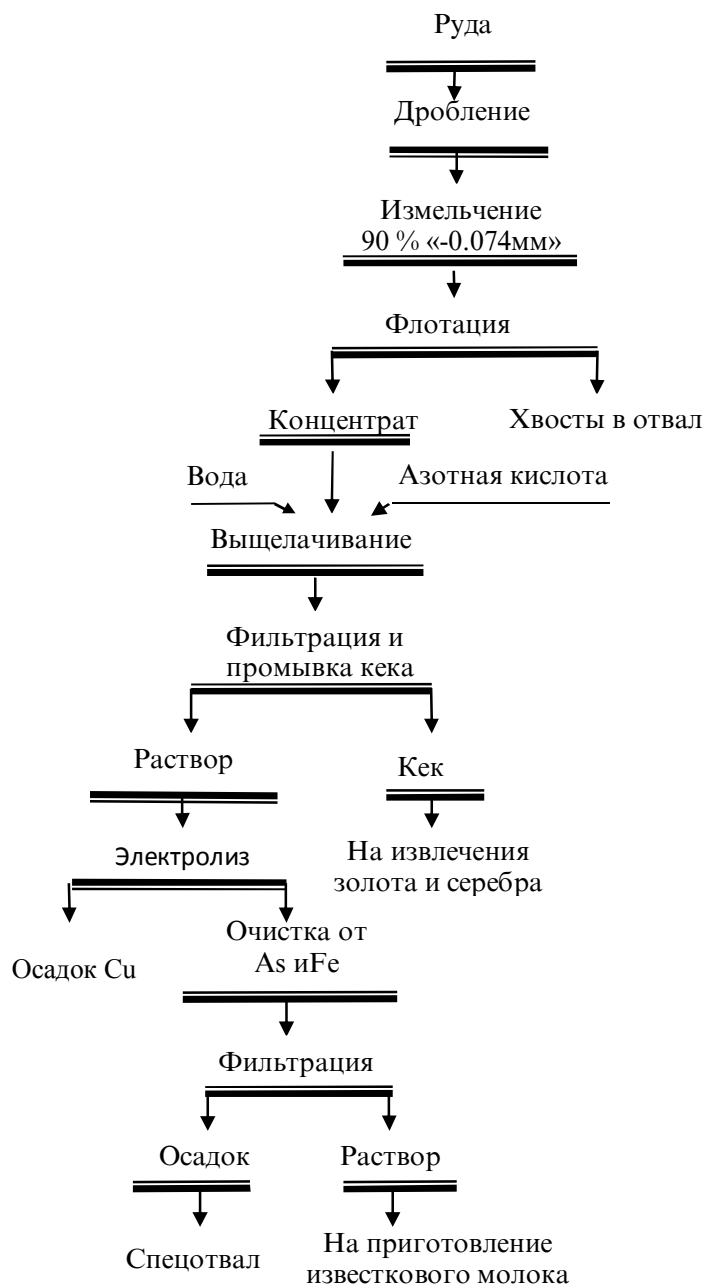 Руда
Дробление
Измельчение
90 % «-0.074мм»
Флотация
Концентрат
Хвосты в отвал
Вода
Азотная кислота
Выщелачивание
Фильтрация и
промывка кека
Раствор
Кек
Электролиз
На извлечения
золота и серебра
Осадок Cu
Очистка от
As иFe
Фильтрация
Осадок
Раствор
Спецотвал
На приготовление
известкового молока